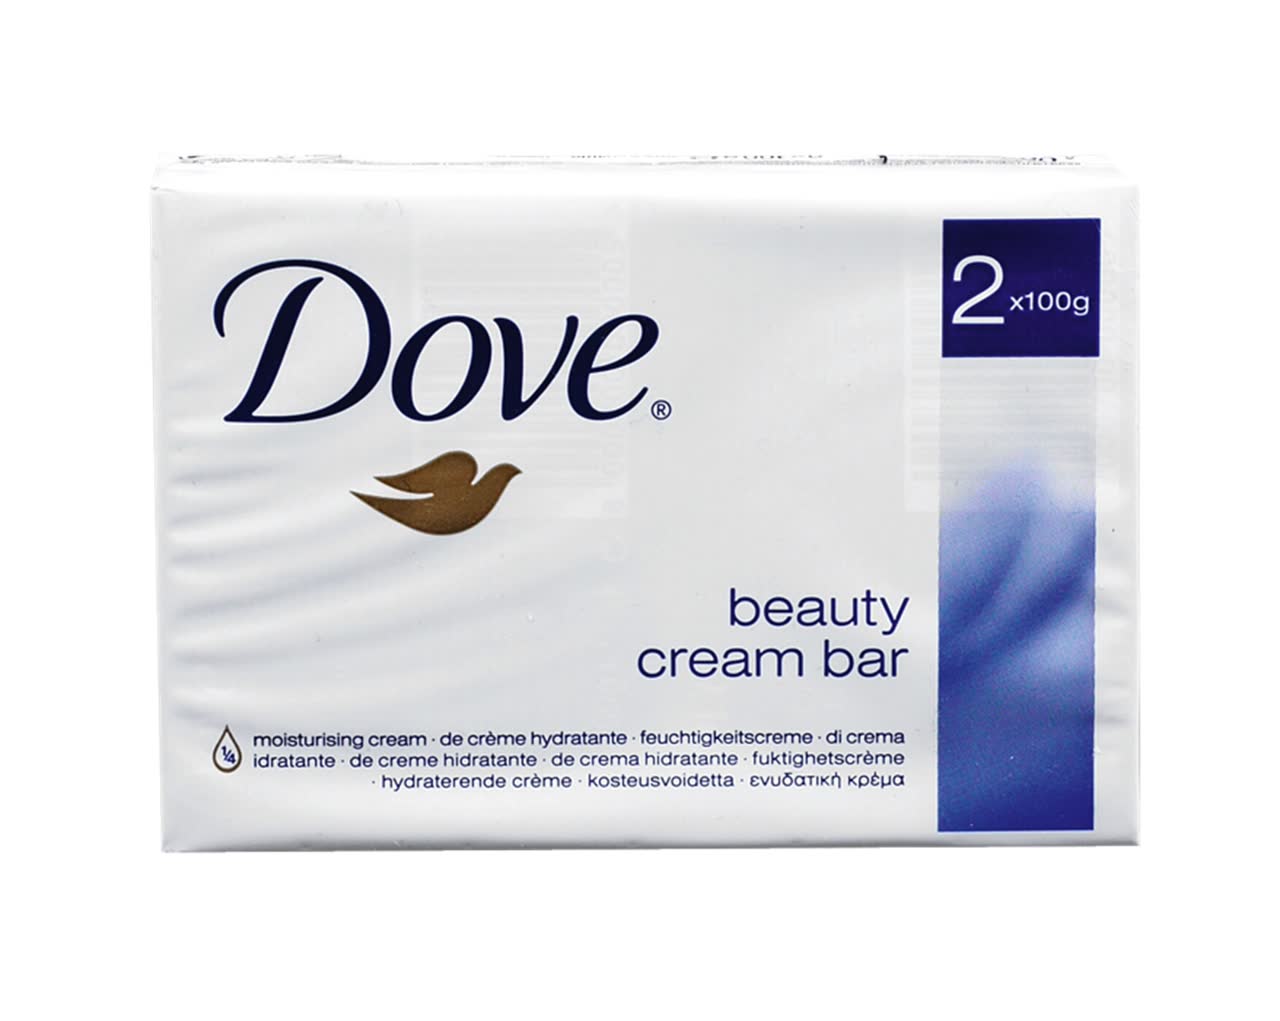 Dove®
2 x100g
beauty
cream bar
1/4
moisturising cream · de crème hydratante · feuchtigkeitscreme · di crema
idratante · de creme hidratante · de crema hidratante · fuktighetscrème
· hydraterende crème · kosteusvoidetta · ενυδατική κρέμα